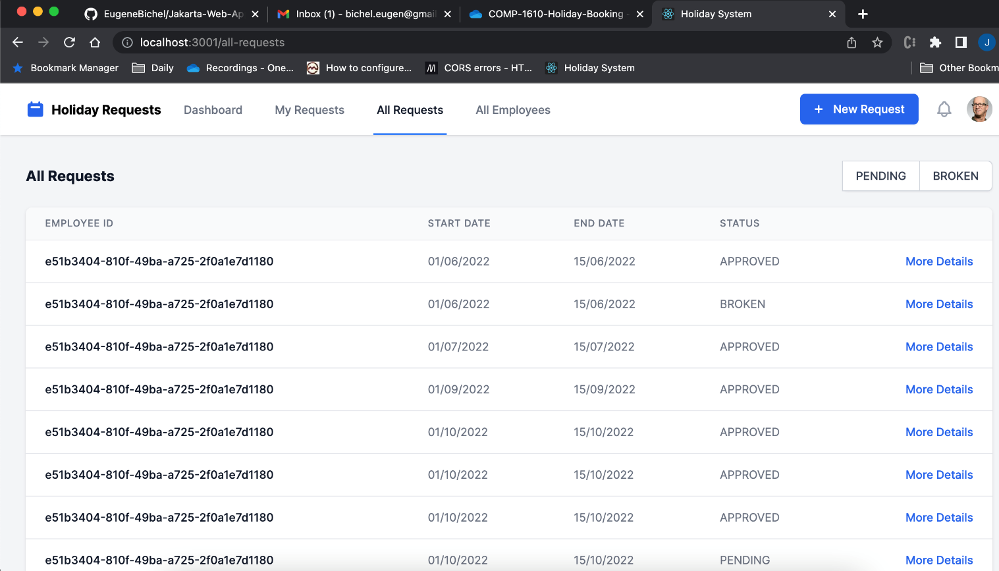 EugeneBichel/Jakarta-Web-Ap
Inbox (1) - bichel.eugen@gmail
COMP-1610-Holiday-Booking -
Holiday System
localhost:3001/all-requests
J
Bookmark Manager
Daily
Recordings - One...
How to configure...
CORS errors - HT...
Holiday System
Other Bookm
Holiday Requests
Dashboard
My Requests
All Requests
All Employees
+ New Request
All Requests
PENDING
BROKEN
EMPLOYEE ID START DATE END DATE STATUS
e51b3404-810f-49ba-a725-2f0a1e7d1180 01/06/2022 15/06/2022 APPROVED More Details
e51b3404-810f-49ba-a725-2f0a1e7d1180 01/06/2022 15/06/2022 BROKEN More Details
e51b3404-810f-49ba-a725-2f0a1e7d1180 01/07/2022 15/07/2022 APPROVED More Details
e51b3404-810f-49ba-a725-2f0a1e7d1180 01/09/2022 15/09/2022 APPROVED More Details
e51b3404-810f-49ba-a725-2f0a1e7d1180 01/10/2022 15/10/2022 APPROVED More Details
e51b3404-810f-49ba-a725-2f0a1e7d1180 01/10/2022 15/10/2022 APPROVED More Details
e51b3404-810f-49ba-a725-2f0a1e7d1180 01/10/2022 15/10/2022 APPROVED More Details
e51b3404-810f-49ba-a725-2f0a1e7d1180 01/10/2022 15/10/2022 PENDING More Details